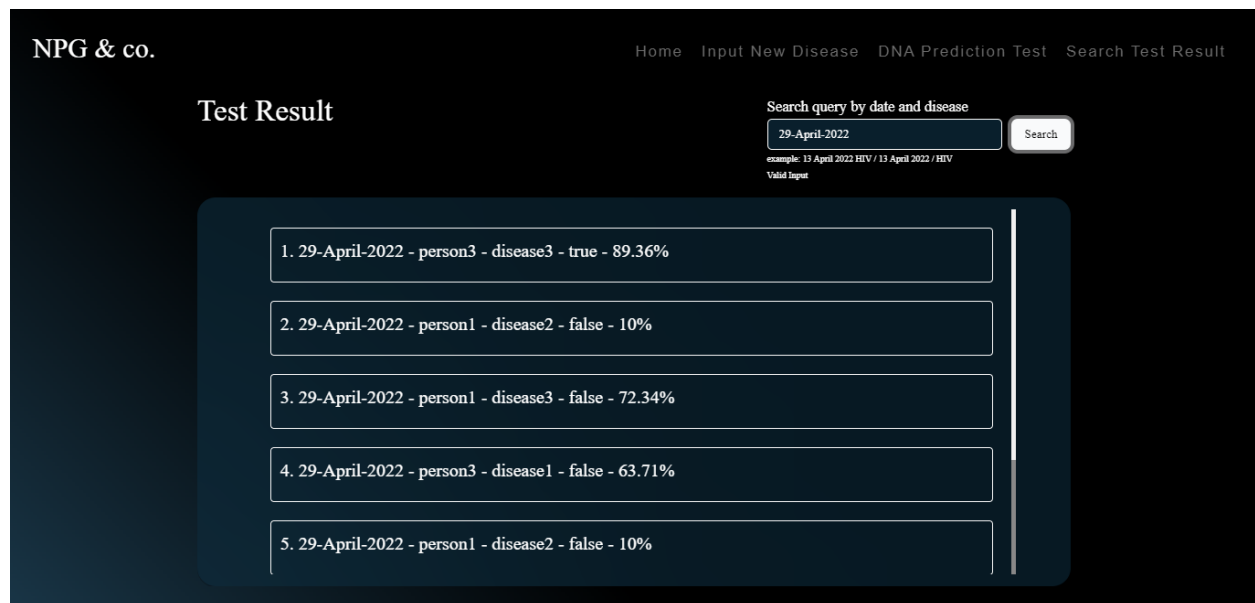 NPG & co.
Home Input New Disease DNA Prediction Test Search Test Result
Test Result
Search query by date and disease
29-April-2022
Search
example: 13 April 2022 HIV / 13 April 2022 / HIV
Valid Input
1. 29-April-2022 - person3 - disease3 - true - 89.36%
2. 29-April-2022 - person1 - disease2 - false - 10%
3. 29-April-2022 - person1 - disease3 - false - 72.34%
4. 29-April-2022 - person3 - disease1 - false - 63.71%
5. 29-April-2022 - person1 - disease2 - false - 10%